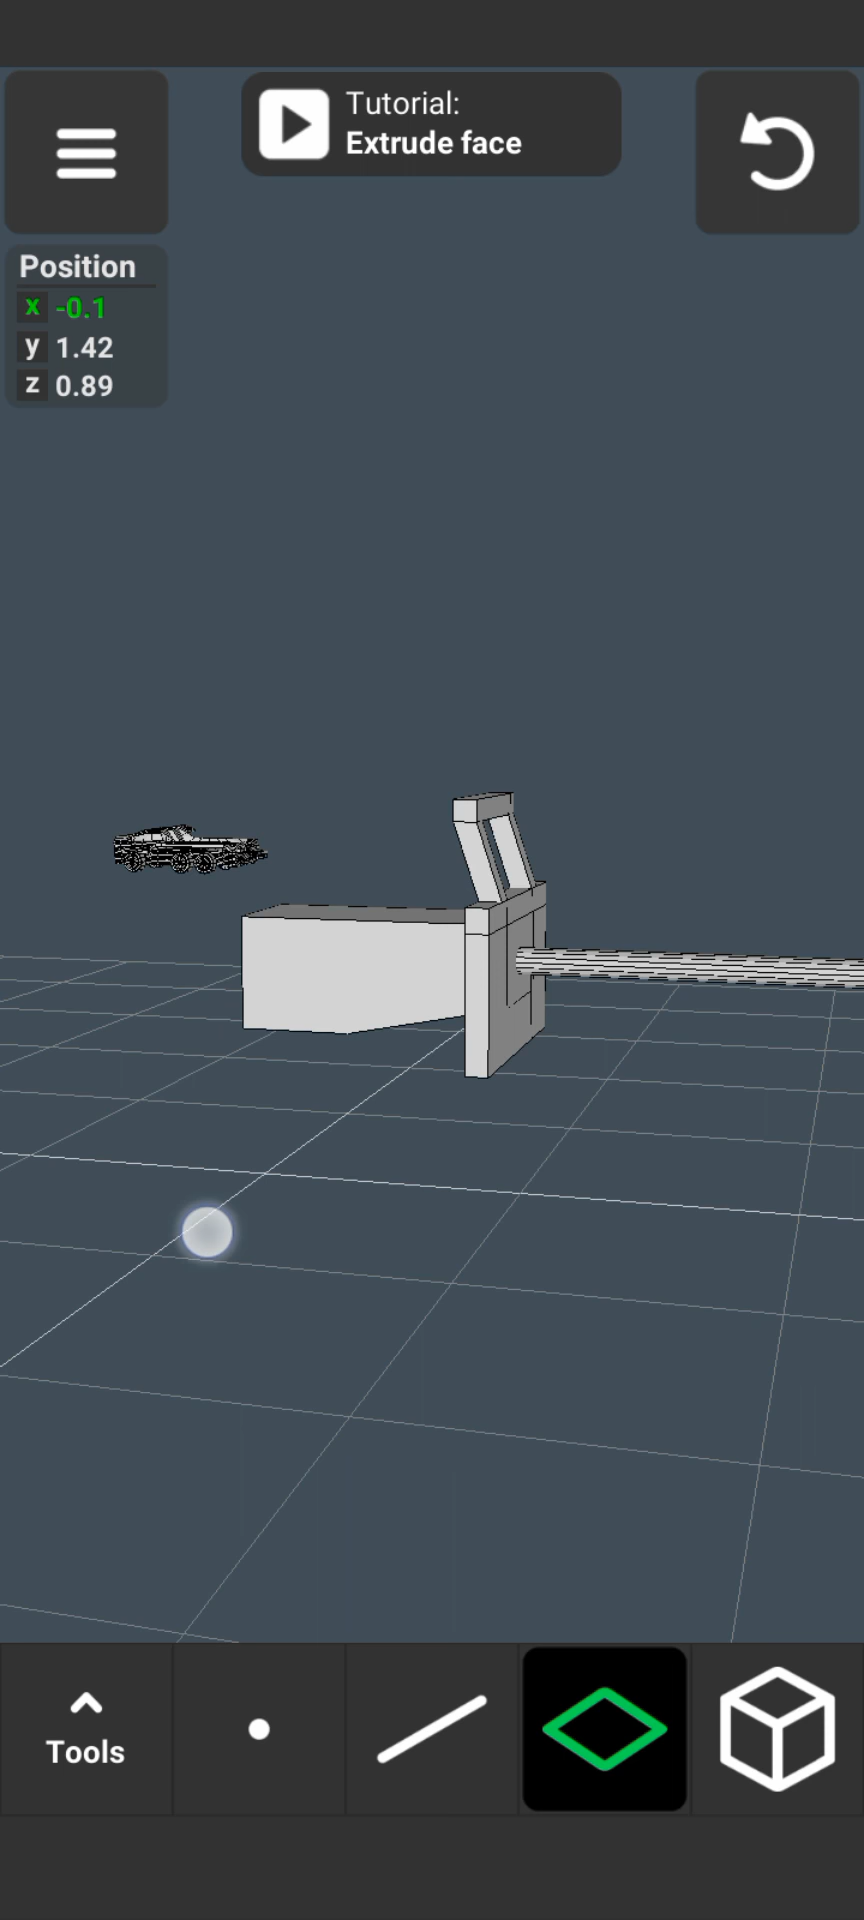 Tutorial:
Extrude face
Position
x -0.1
y 1.42
z 0.89
Tools